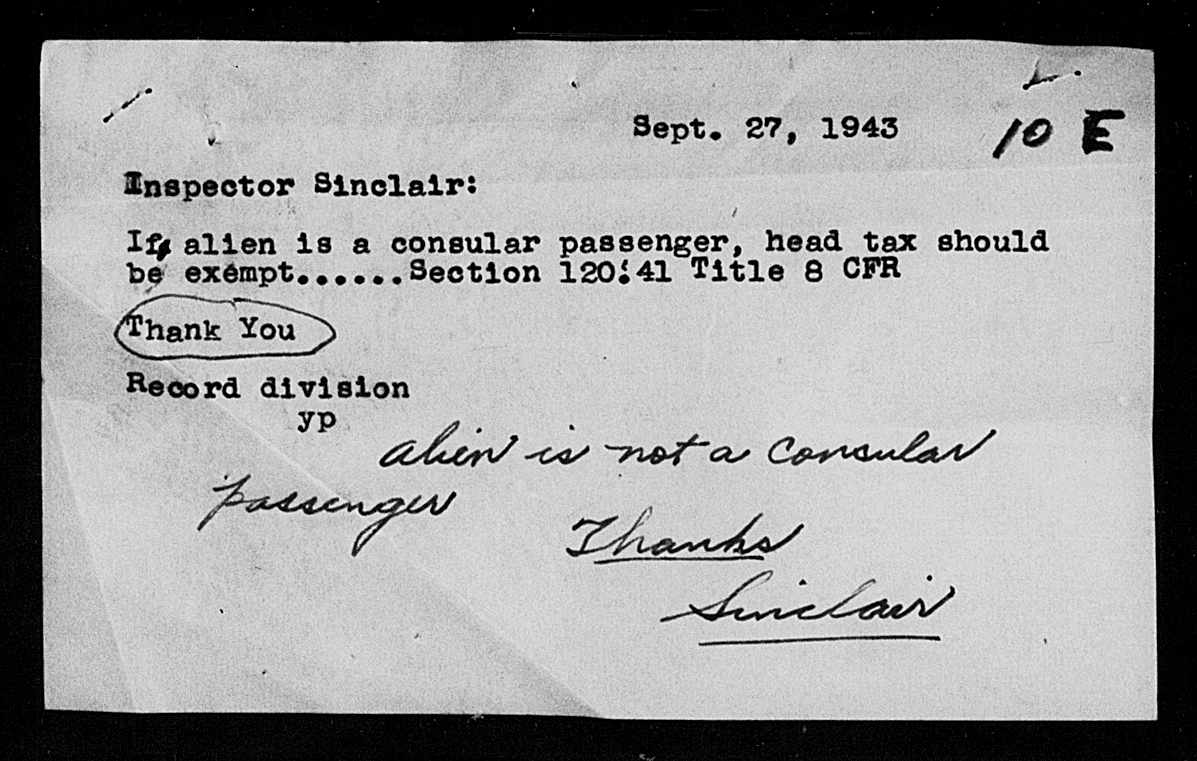 Sept. 27, 1943
10 E
Inspector Sinclair:
If alien is a consular passenger, head tax should
be exempt......Section 120.41 Title 8 CFR
Thank You
Record division
yp
alien is not a consular
passenger
Thanks
Sinclair